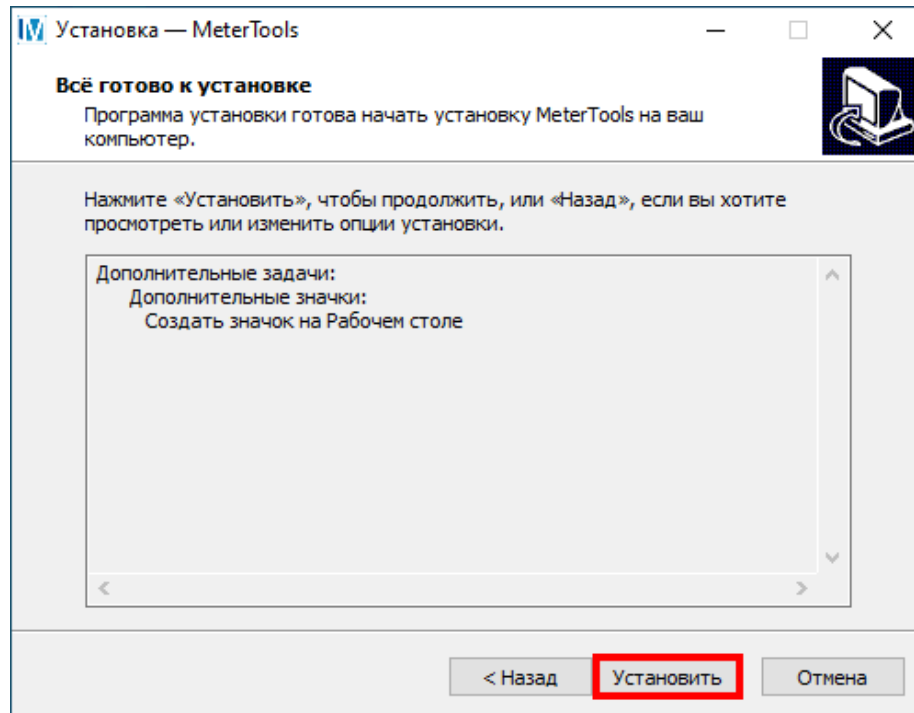 Установка — MeterTools
Всё готово к установке
Программа установки готова начать установку MeterTools на ваш
компьютер.
Нажмите «Установить», чтобы продолжить, или «Назад», если вы хотите
просмотреть или изменить опции установки.
Дополнительные задачи:
Дополнительные значки:
Создать значок на Рабочем столе
< Назад
Установить
Отмена